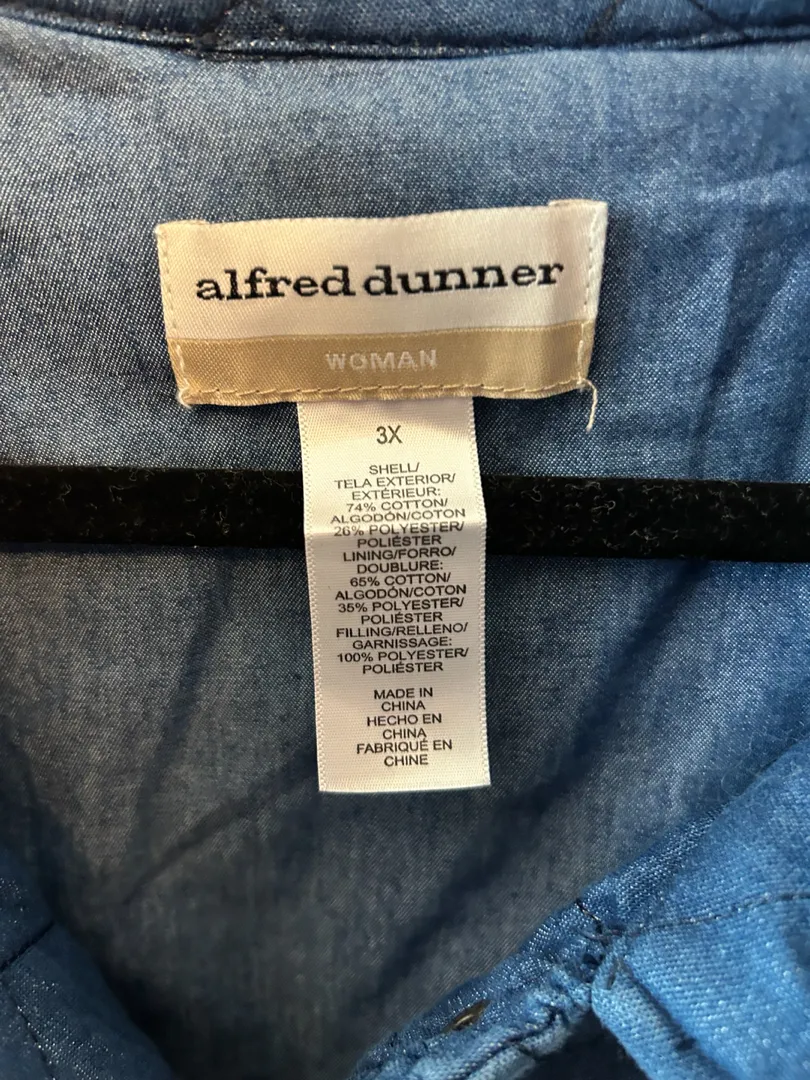 alfred dunner
WOMAN
3X
SHELL/
TELA EXTERIOR/
EXTÉRIEUR:
74% COTTON/
ALGODÓN/COTON
26% POLYESTER/
POLIÉSTER
LINING/FORRO/
DOUBLURE:
65% COTTON/
ALGODÓN/COTON
35% POLYESTER/
POLIÉSTER
FILLING/RELLENO/
GARNISSAGE:
100% POLYESTER/
POLIÉSTER
MADE IN
CHINA
HECHO EN
CHINA
FABRIQUÉ EN
CHINE